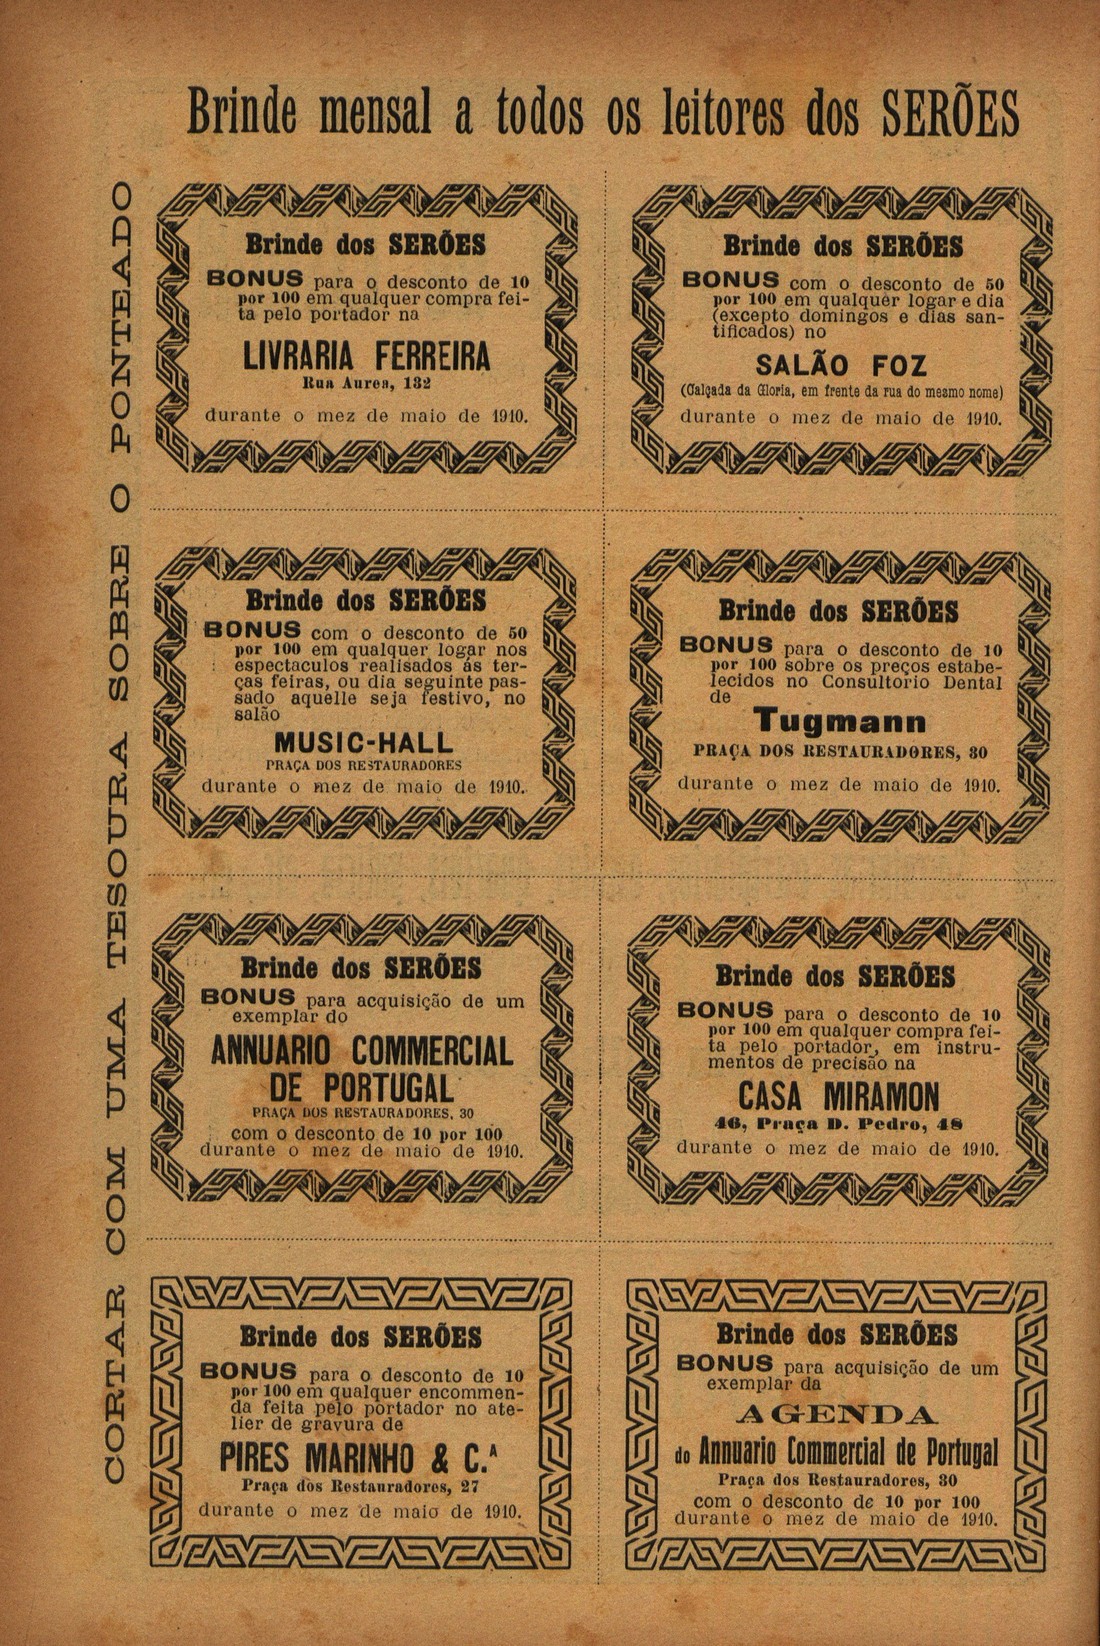 Brinde mensal a todos os leitores dos SERÕES
CORTAR COM UMA TESOURA SOBRE O PONTEADO
Brinde dos SERÕES
BONUS para o desconto de 10
por 100 em qualquer compra fei-
ta pelo portador na
LIVRARIA FERREIRA
Rua Aurea, 132
durante o mez de maio de 1910.
Brinde dos SERÕES
BONUS com o desconto de 50
por 100 em qualquer logar e dia
(excepto domingos e dias san-
tificados) no
SALÃO FOZ
(Calçada da Gloria, em frente da rua do mesmo nome)
durante o mez de maio de 1910.
Brinde dos SERÕES
BONUS com o desconto de 50
por 100 em qualquer logar nos
espectaculos realisados ás ter-
ças feiras, ou dia seguinte pas-
sado aquelle seja festivo, no
salão
MUSIC-HALL
PRAÇA DOS RESTAURADORES
durante o mez de maio de 1910.
Brinde dos SERÕES
BONUS para o desconto de 10
por 100 sobre os preços estabe-
lecidos no Consultorio Dental
de
Tugmann
PRAÇA DOS RESTAURADORES, 30
durante o mez de maio de 1910.
Brinde dos SERÕES
BONUS para acquisição de um
exemplar do
ANNUARIO COMMERCIAL
DE PORTUGAL
PRAÇA DOS RESTAURADORES, 30
com o desconto de 10 por 100
durante o mez de maio de 1910.
Brinde dos SERÕES
BONUS para o desconto de 10
por 100 em qualquer compra fei-
ta pelo portador, em instru-
mentos de precisão na
CASA MIRAMON
46, Praça D. Pedro, 48
durante o mez de maio de 1910.
Brinde dos SERÕES
BONUS para o desconto de 10
por 100 em qualquer encommen-
da feita pelo portador no ate-
lier de gravura de
PIRES MARINHO & C.ᴬ
Praça dos Restauradores, 27
durante o mez de maio de 1910.
Brinde dos SERÕES
BONUS para acquisição de um
exemplar da
AGENDA
do Annuario Commercial de Portugal
Praça dos Restauradores, 30
com o desconto de 10 por 100
durante o mez de maio de 1910.